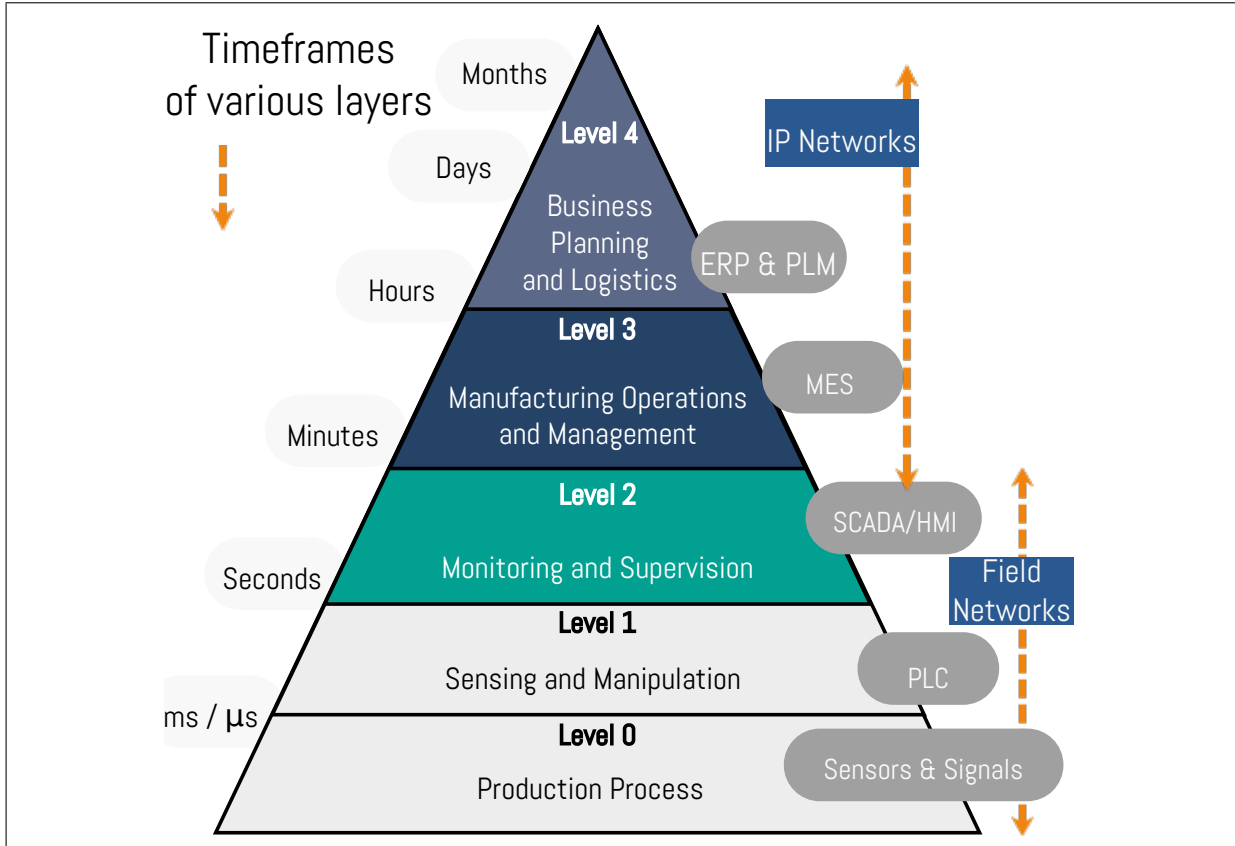 Timeframes
of various layers
Months
Days
Hours
Minutes
Seconds
ms / µs
Level 4
Business
Planning
and Logistics
Level 3
Manufacturing Operations
and Management
Level 2
Monitoring and Supervision
Level 1
Sensing and Manipulation
Level 0
Production Process
ERP & PLM
MES
SCADA/HMI
PLC
Sensors & Signals
IP Networks
Field
Networks